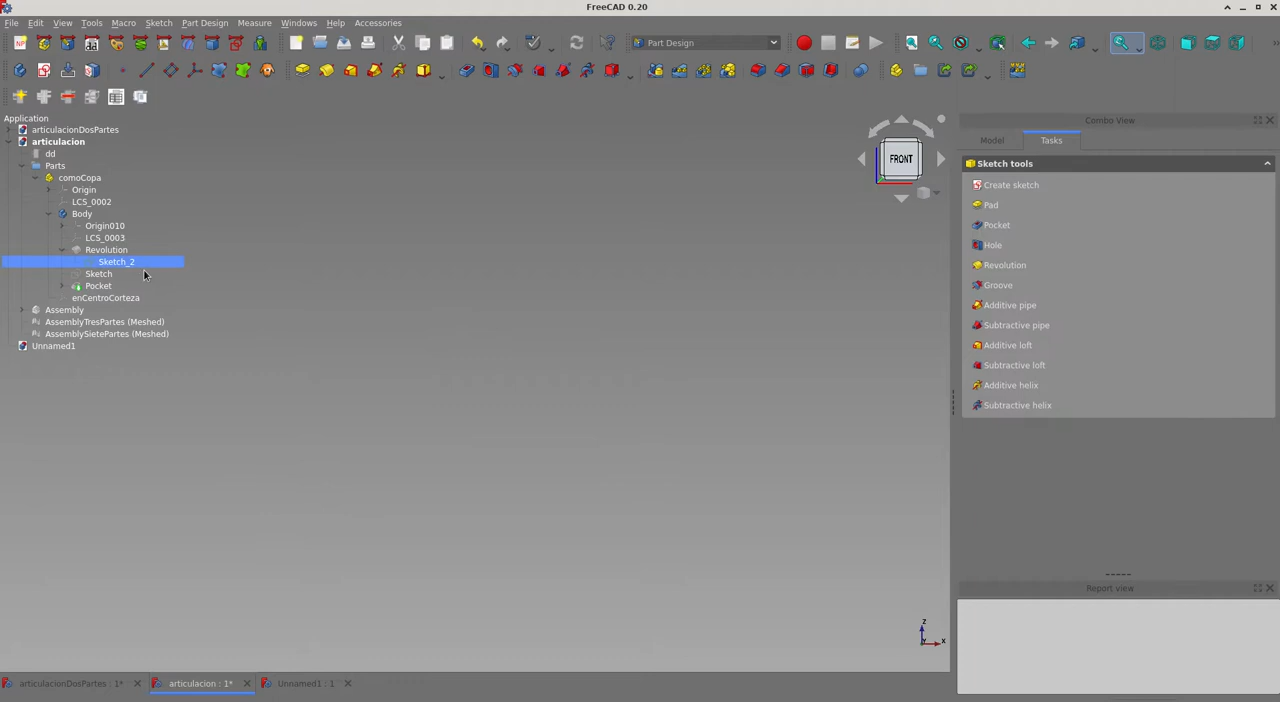 FreeCAD 0.20
File Edit View Tools Macro Sketch Part Design Measure Windows Help Accessories
Part Design
Application
articulacionDosPartes
articulacion
dd
Parts
comoCopa
Origin
LCS_0002
Body
Origin010
LCS_0003
Revolution
Sketch_2
Sketch
Pocket
enCentroCorteza
Assembly
AssemblyTresPartes (Meshed)
AssemblySietePartes (Meshed)
Unnamed1
FRONT
Z
X
Combo View
Model
Tasks
Sketch tools
Create sketch
Pad
Pocket
Hole
Revolution
Groove
Additive pipe
Subtractive pipe
Additive loft
Subtractive loft
Additive helix
Subtractive helix
Report view
articulacionDosPartes : 1*
articulacion : 1*
Unnamed1 : 1